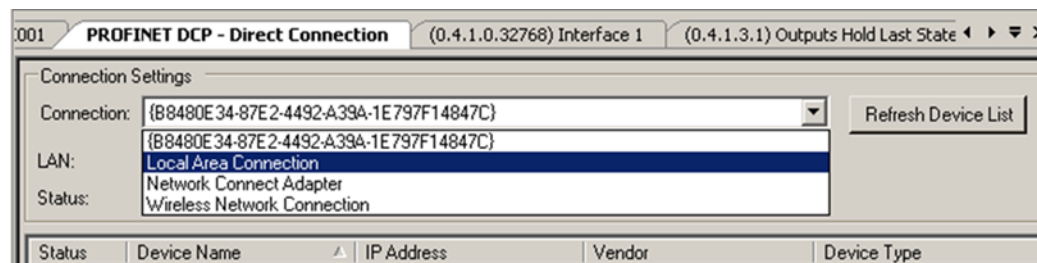 001 PROFINET DCP - Direct Connection (0.4.1.0.32768) Interface 1 (0.4.1.3.1) Outputs Hold Last State
Connection Settings
Connection: {B8480E34-87E2-4492-A39A-1E797F14847C} Refresh Device List
{B8480E34-87E2-4492-A39A-1E797F14847C}
LAN: Local Area Connection
Network Connect Adapter
Status: Wireless Network Connection
Status Device Name IP Address Vendor Device Type